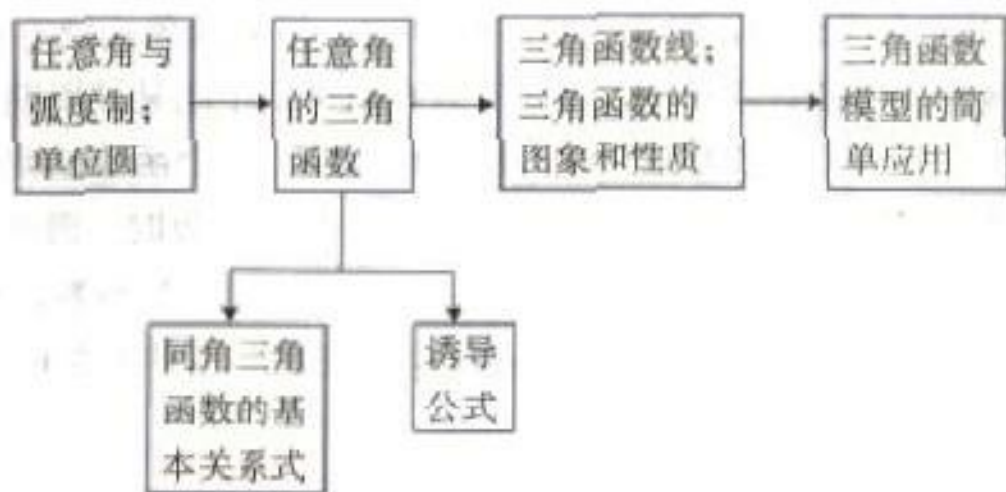 任意角与
弧度制；
单位圆
任意角
的三角
函数
三角函数线；
三角函数的
图象和性质
三角函数
模型的简
单应用
同角三角
函数的基
本关系式
诱导
公式